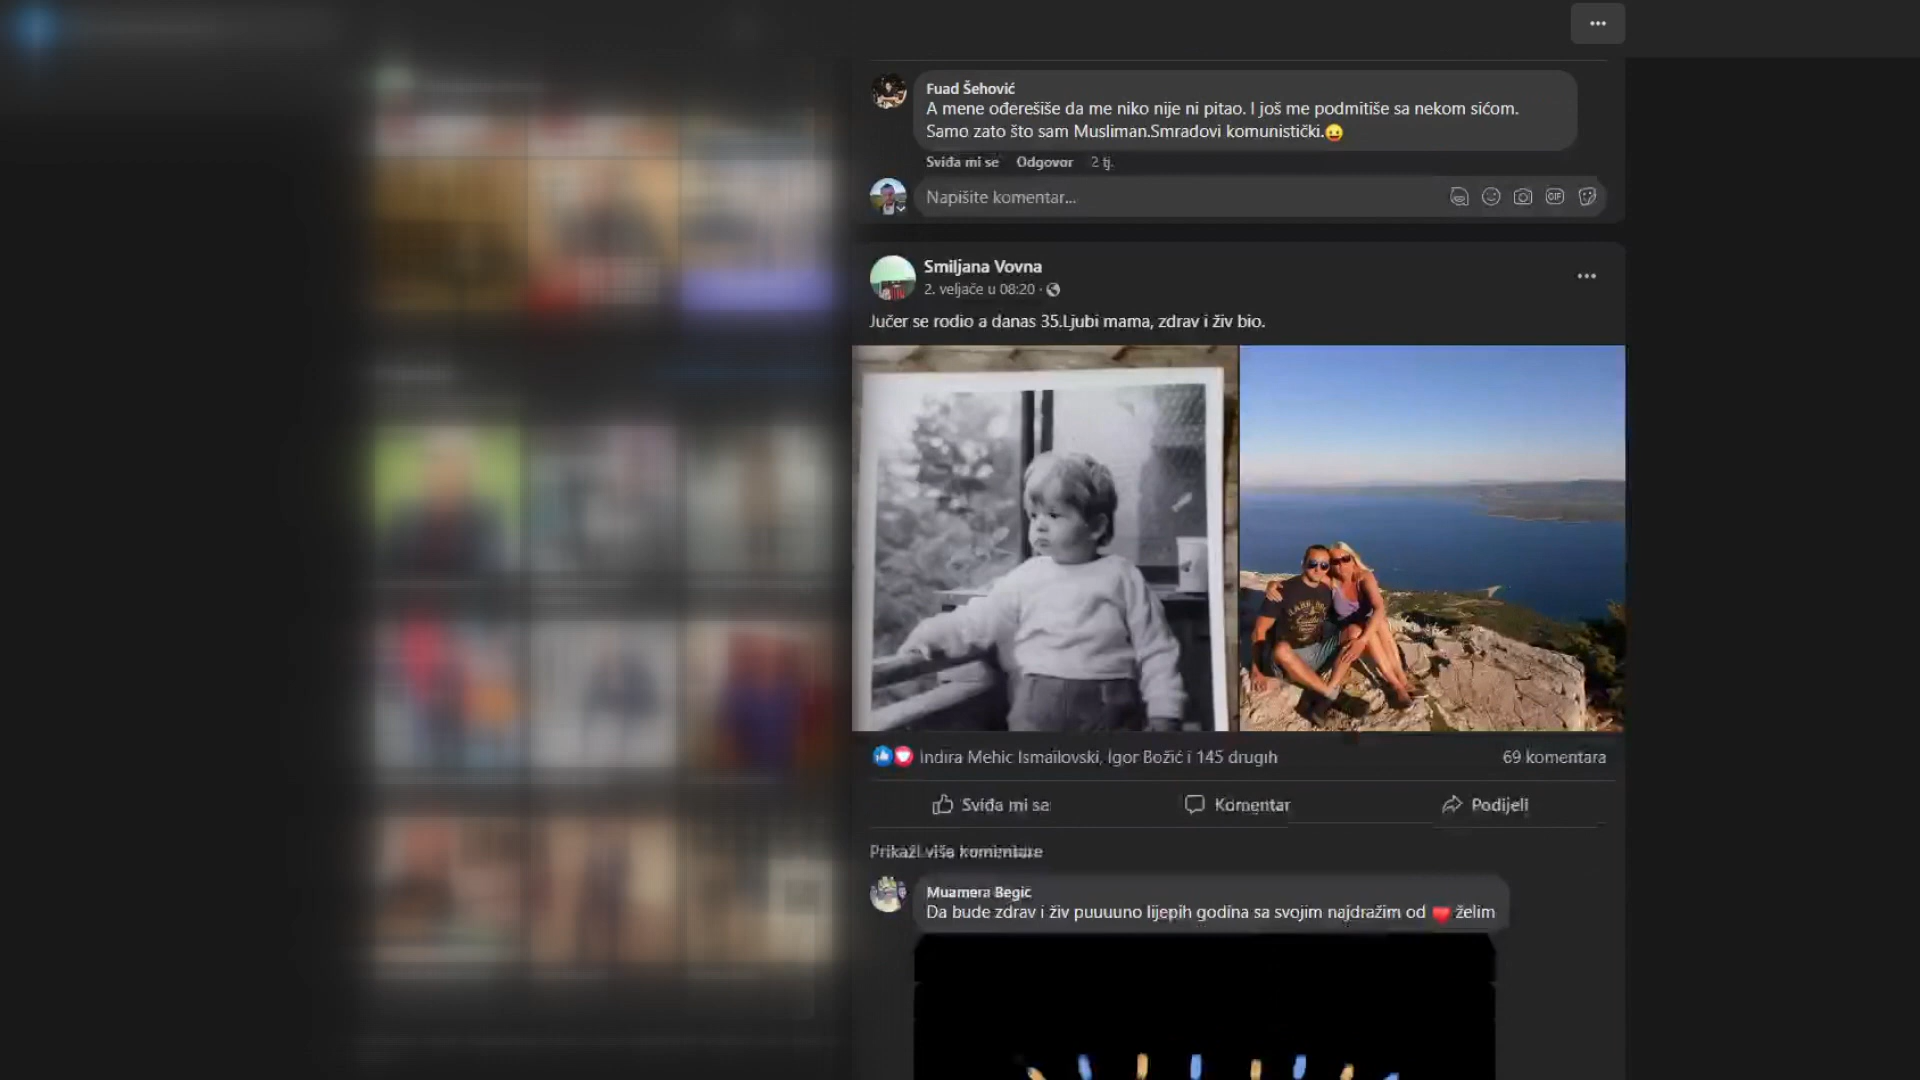 Fuad Šehović
A mene ođerešiše da me niko nije ni pitao. I još me podmitiše sa nekom sićom.
Samo zato što sam Musliman.Smradovi komunistički.😛
Sviđa mi se Odgovor 2 tj.
Napišite komentar...
GIF
Smiljana Vovna
2. veljače u 08:20 ·
Jučer se rodio a danas 35.Ljubi mama, zdrav i živ bio.
Indira Mehic Ismailovski, Igor Božić i 145 drugih
69 komentara
Sviđa mi se
Komentar
Podijeli
Prikaži više komentara
Muamera Begić
Da bude zdrav i živ puuuuno lijepih godina sa svojim najdražim od ❤️ želim